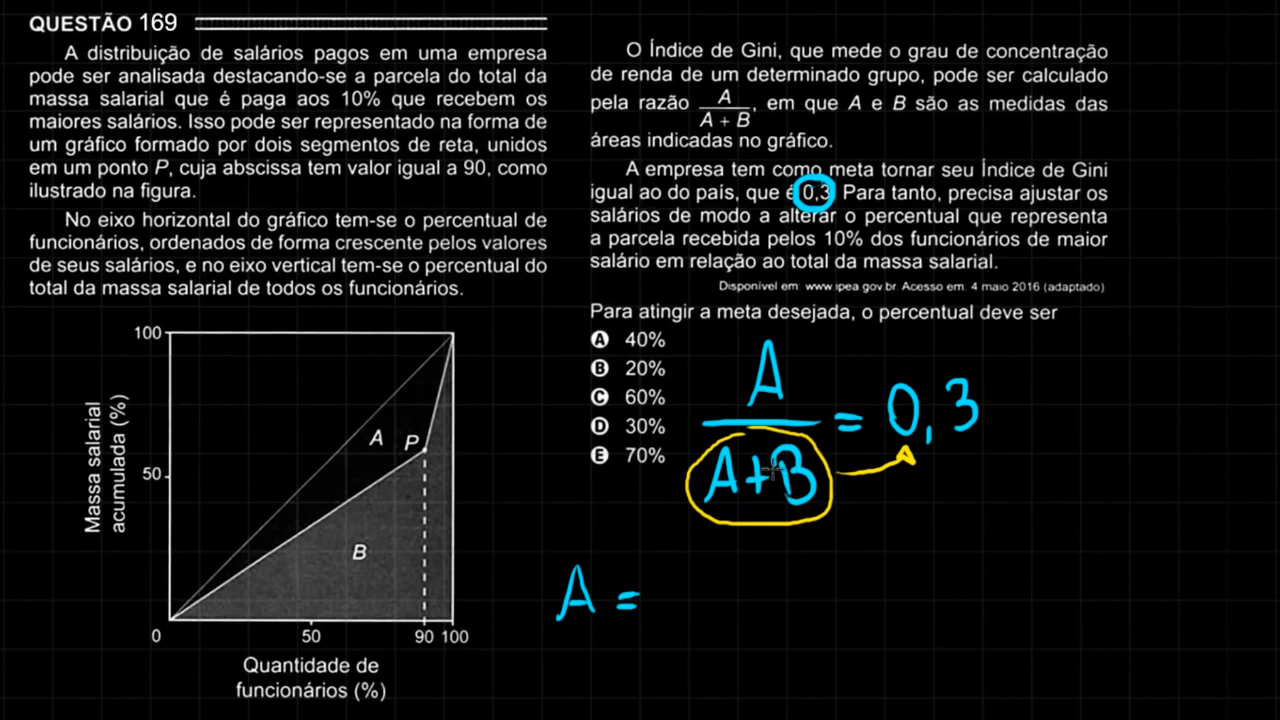 QUESTÃO 169
A distribuição de salários pagos em uma empresa
pode ser analisada destacando-se a parcela do total da
massa salarial que é paga aos 10% que recebem os
maiores salários. Isso pode ser representado na forma de
um gráfico formado por dois segmentos de reta, unidos
em um ponto P, cuja abscissa tem valor igual a 90, como
ilustrado na figura.
No eixo horizontal do gráfico tem-se o percentual de
funcionários, ordenados de forma crescente pelos valores
de seus salários, e no eixo vertical tem-se o percentual do
total da massa salarial de todos os funcionários.
100
50
0
50
90
100
A
P
B
Massa salarial
acumulada (%)
Quantidade de
funcionários (%)
O Índice de Gini, que mede o grau de concentração
de renda de um determinado grupo, pode ser calculado
pela razão A / A + B, em que A e B são as medidas das
áreas indicadas no gráfico.
A empresa tem como meta tornar seu Índice de Gini
igual ao do país, que é 0,3. Para tanto, precisa ajustar os
salários de modo a alterar o percentual que representa
a parcela recebida pelos 10% dos funcionários de maior
salário em relação ao total da massa salarial.
Disponível em: www.ipea.gov.br. Acesso em: 4 maio 2016 (adaptado)
Para atingir a meta desejada, o percentual deve ser
A 40%
B 20%
C 60%
D 30%
E 70%
A
= 0,3
A+B
A =